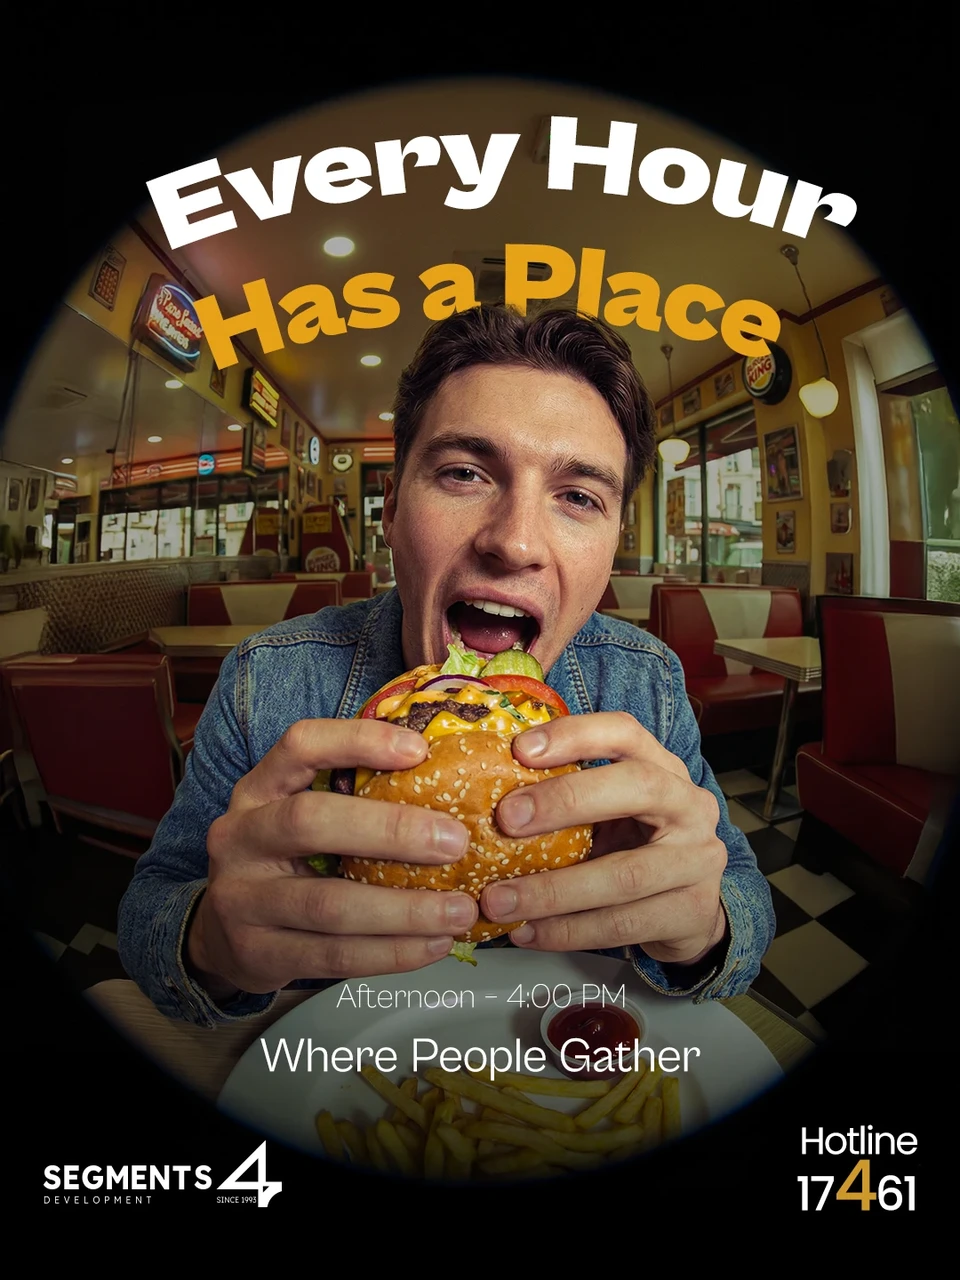 Every Hour
Has a Place
BURGER KING
Afternoon - 4:00 PM
Where People Gather
SEGMENTS 4
DEVELOPMENT
SINCE 1993
Hotline
17461